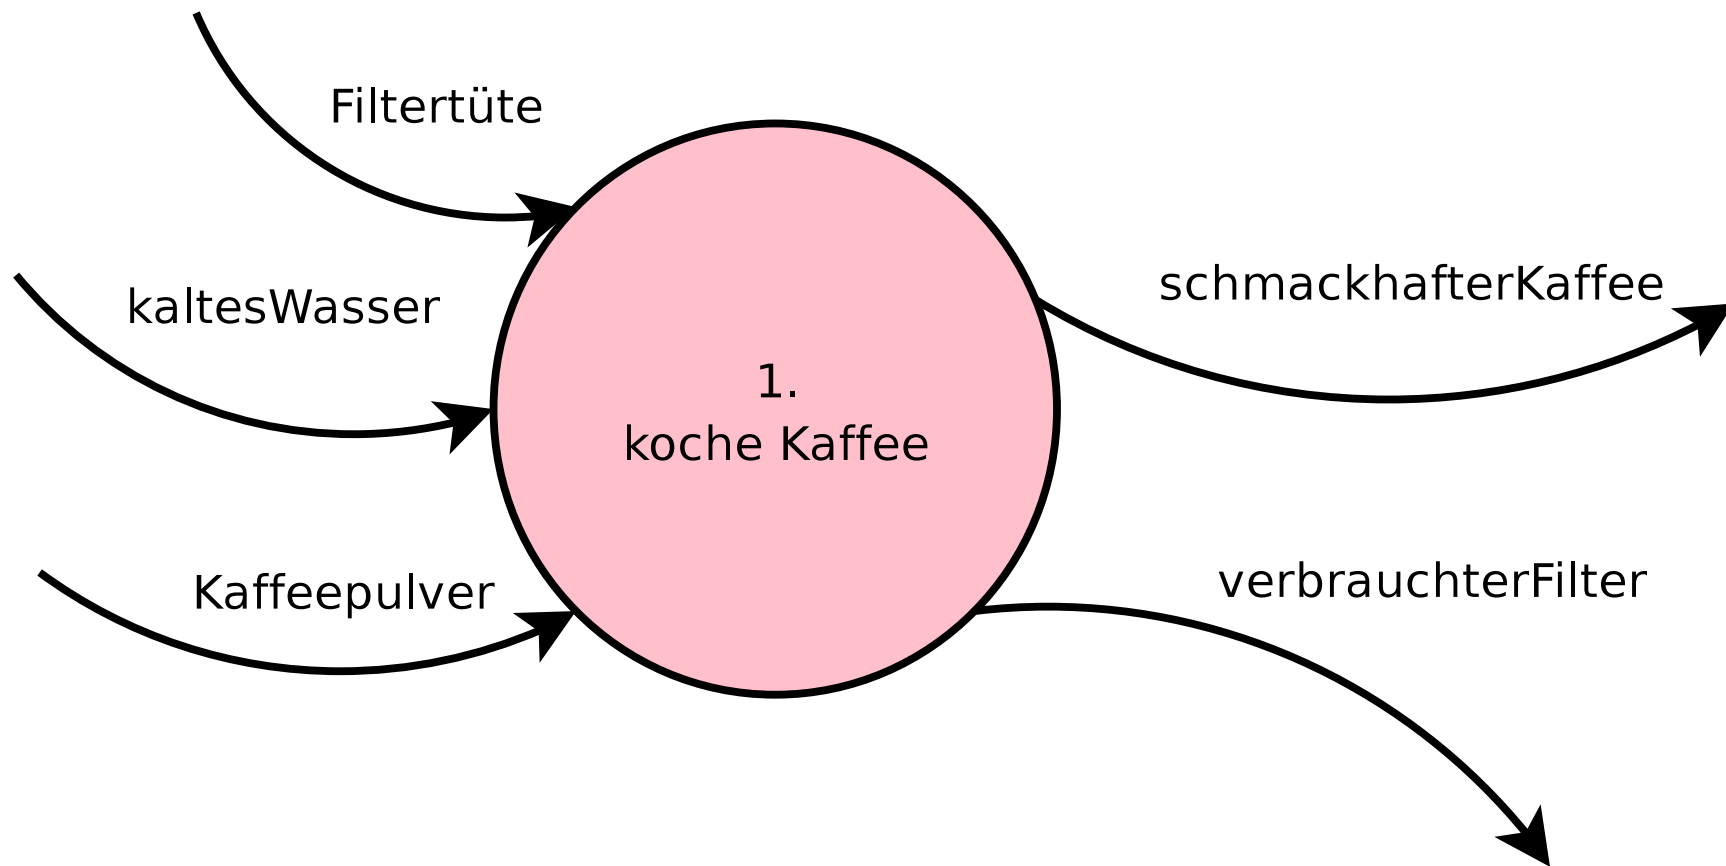 Filtertüte
kaltesWasser
Kaffeepulver
1.
koche Kaffee
schmackhafterKaffee
verbrauchterFilter